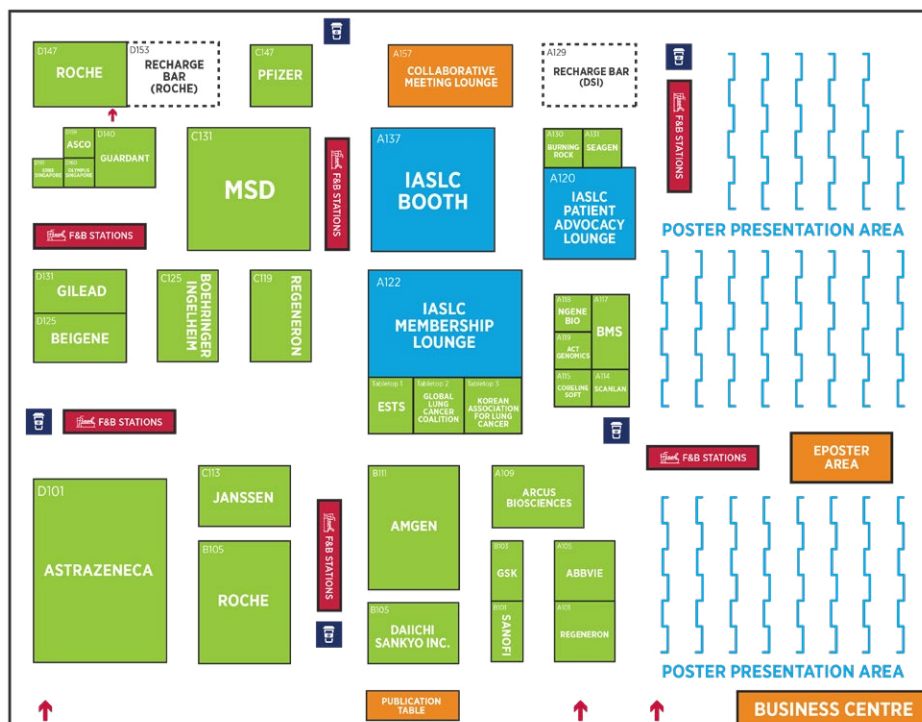 D147
ROCHE
D153
RECHARGE
BAR
(ROCHE)
C147
PFIZER
A157
COLLABORATIVE
MEETING LOUNGE
A129
RECHARGE BAR
(DSI)
F&B STATIONS
ASCO
D140
GUARDANT
OLYMPUS
SINGAPORE
SINGAPORE
C131
MSD
F&B STATIONS
A137
IASLC
BOOTH
A130
BURNING
ROCK
A131
SEAGEN
A120
IASLC
PATIENT
ADVOCACY
LOUNGE
POSTER PRESENTATION AREA
F&B STATIONS
D131
GILEAD
D125
BEIGENE
C125
BOEHRINGER
INGELHEIM
C119
REGENERON
A122
IASLC
MEMBERSHIP
LOUNGE
Tabletop 1
ESTS
Tabletop 2
GLOBAL
LUNG
CANCER
COALITION
Tabletop 3
KOREAN
ASSOCIATION
FOR LUNG
CANCER
A118
NGENE
BIO
A117
BMS
A119
ACT
GENOMICS
A115
CORELINE
SOFT
A114
SCANLAN
F&B STATIONS
F&B STATIONS
EPOSTER
AREA
D101
ASTRAZENECA
C113
JANSSEN
B105
ROCHE
F&B STATIONS
B111
AMGEN
A109
ARCUS
BIOSCIENCES
B103
GSK
B101
SANOFI
A105
ABBVIE
A103
REGENERON
B105
DAIICHI
SANKYO INC.
POSTER PRESENTATION AREA
PUBLICATION
TABLE
BUSINESS CENTRE